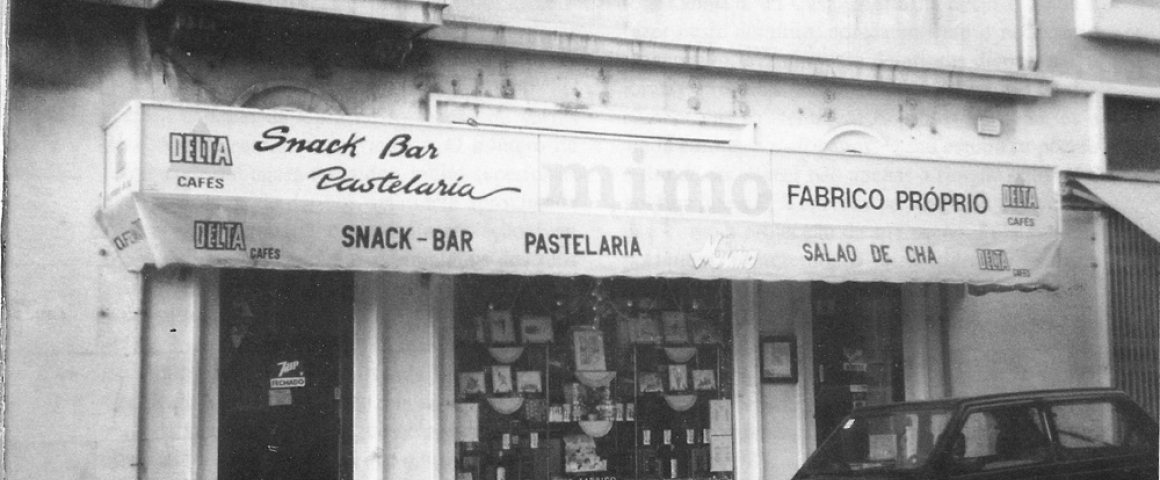 DELTA
CAFÉS
Snack Bar
Pastelaria
mimo
FABRICO PRÓPRIO
DELTA
CAFÉS
DELTA CAFÉS
SNACK-BAR
PASTELARIA
SALAO DE CHA
DELTA CAFÉS
7up
FECHADO